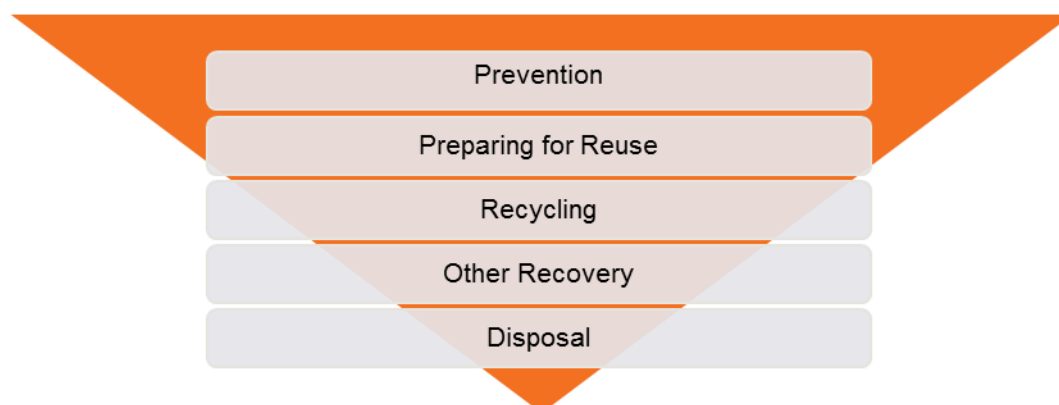 Prevention
Preparing for Reuse
Recycling
Other Recovery
Disposal